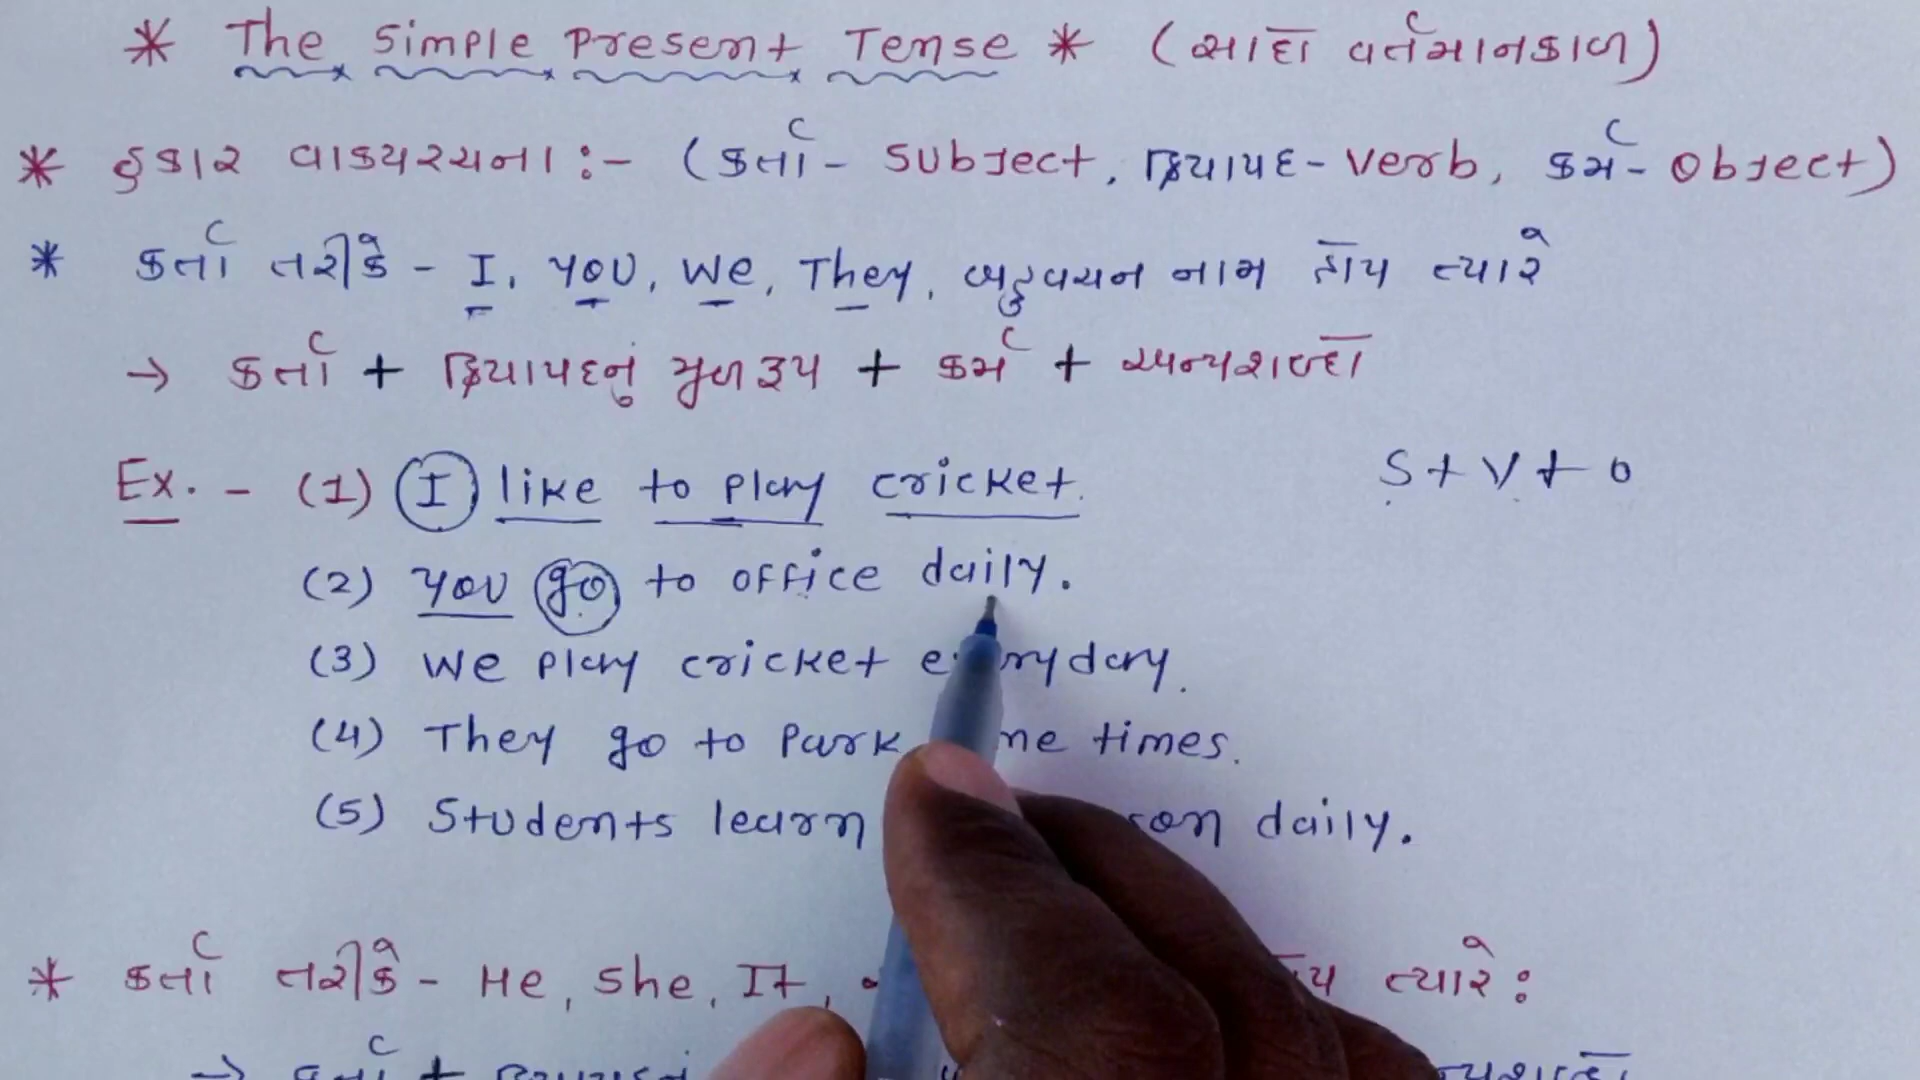 * The Simple Present Tense * (સાદો વર્તમાનકાળ)
* હકાર વાક્યરચના :- (કર્તા - Subject, ક્રિયાપદ - Verb, કર્મ - Object)
* કર્તા તરીકે - I, You, We, They, બહુવચન નામ હોય ત્યારે
→ કર્તા + ક્રિયાપદનું મુળ રૂપ + કર્મ + અન્યશબ્દો
Ex. - (1) I like to play cricket.
S + V + O
(2) You go to office daily.
(3) We play cricket everyday.
(4) They go to Park times.
(5) Students learn daily.
* કર્તા તરીકે - He, She, It, ત્યારે :
→ કર્તા +